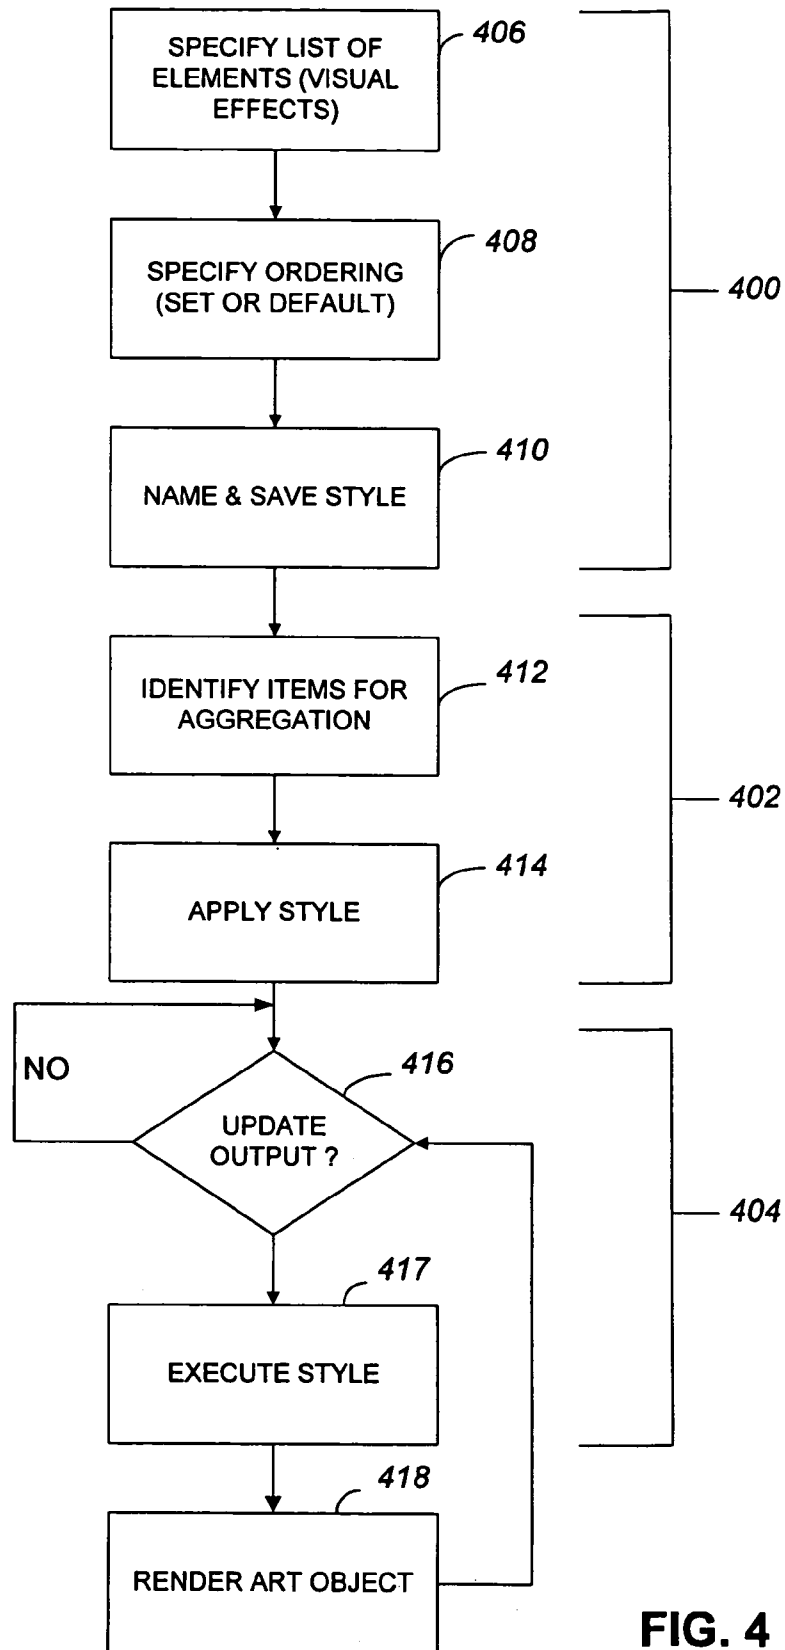 SPECIFY LIST OF
ELEMENTS (VISUAL
EFFECTS)
406
SPECIFY ORDERING
(SET OR DEFAULT)
408
400
NAME & SAVE STYLE
410
IDENTIFY ITEMS FOR
AGGREGATION
412
402
APPLY STYLE
414
NO
UPDATE
OUTPUT ?
416
404
EXECUTE STYLE
417
RENDER ART OBJECT
418
FIG. 4